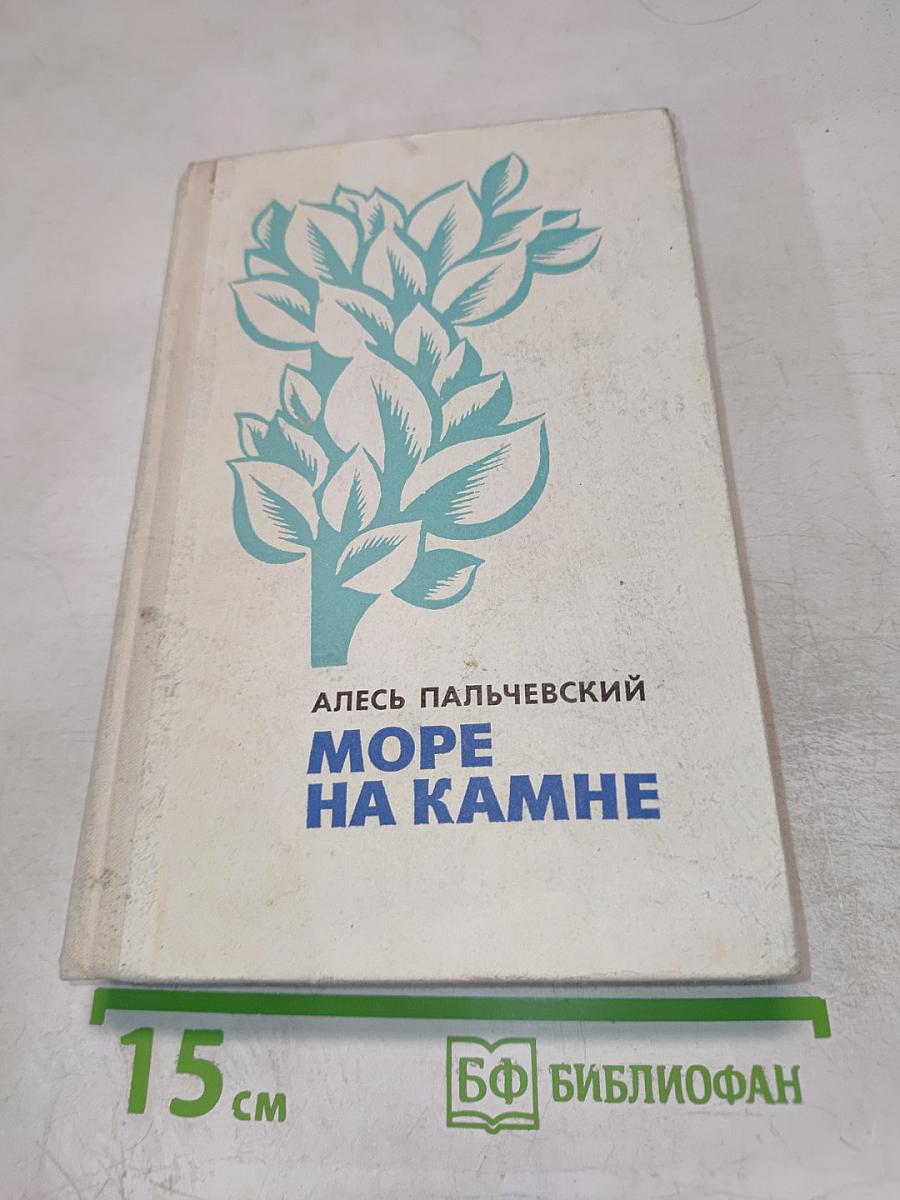 АЛЕСЬ ПАЛЬЧЕВСКИЙ
МОРЕ
НА КАМНЕ
15 см
БФ БИБЛИОФАН